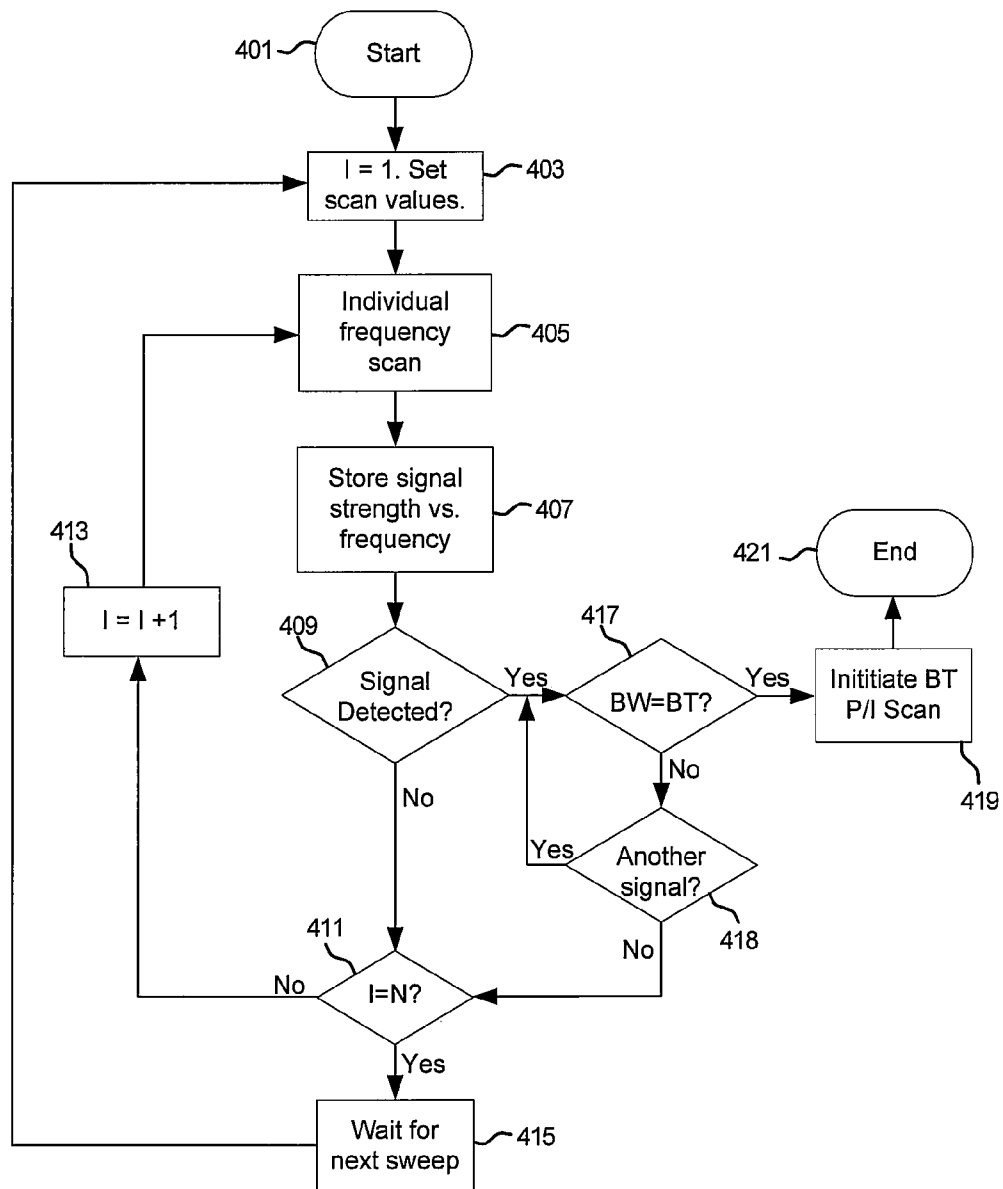 401
Start
I = 1. Set
scan values.
403
Individual
frequency
scan
405
Store signal
strength vs.
frequency
407
413
I = I +1
421
End
409
Signal
Detected?
Yes
417
BW=BT?
Yes
Inititiate BT
P/I Scan
419
No
No
Yes
Another
signal?
418
No
411
I=N?
No
Yes
Wait for
next sweep
415